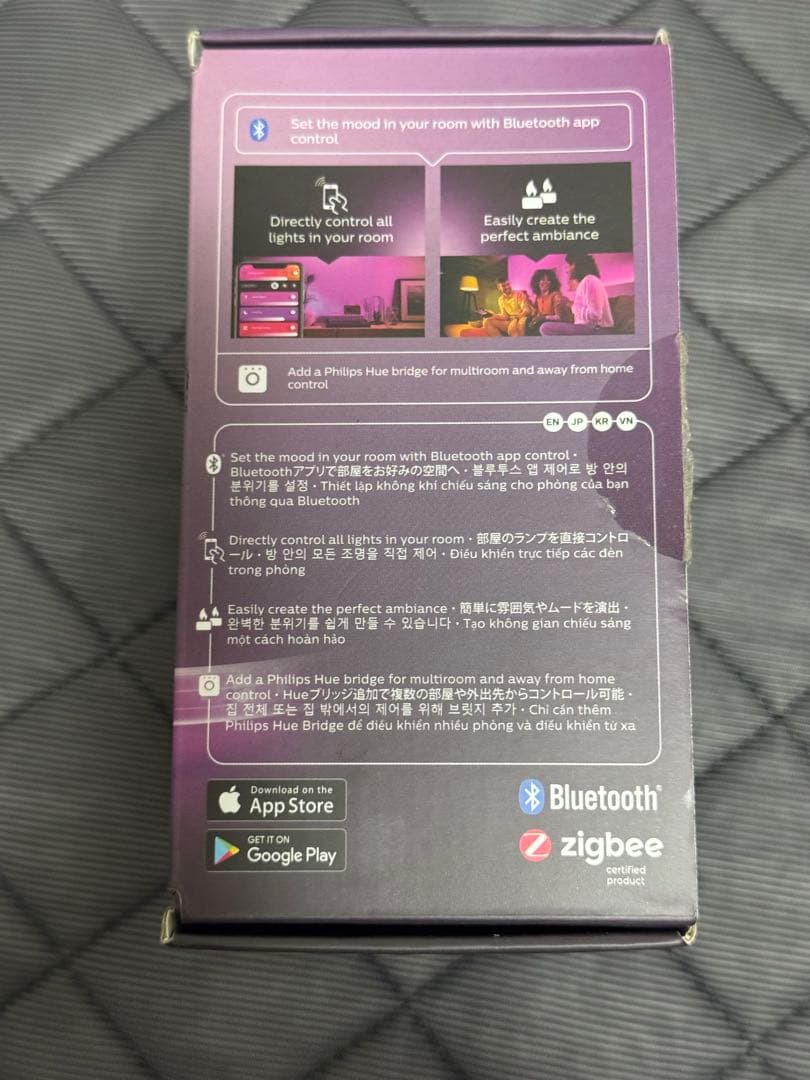 Set the mood in your room with Bluetooth app
control
Directly control all
lights in your room
Easily create the
perfect ambiance
Add a Philips Hue bridge for multiroom and away from home
control
EN JP KR VN
Set the mood in your room with Bluetooth app control・
Bluetoothアプリで部屋をお好みの空間へ・블루투스 앱 제어로 방 안의
분위기를 설정・Thiết lập không khí chiếu sáng cho phòng của bạn
thông qua Bluetooth
Directly control all lights in your room・部屋のランプを直接コントロ
ール・방 안의 모든 조명을 직접 제어・Điều khiển trực tiếp các đèn
trong phòng
Easily create the perfect ambiance・簡単に雰囲気やムードを演出・
완벽한 분위기를 쉽게 만들 수 있습니다・Tạo không gian chiếu sáng
một cách hoàn hảo
Add a Philips Hue bridge for multiroom and away from home
control・Hueブリッジ追加で複数の部屋や外出先からコントロール可能・
집 전체 또는 집 밖에서의 제어를 위해 브릿지 추가・Chỉ cần thêm
Philips Hue Bridge để điều khiển nhiều phòng và điều khiển từ xa
Download on the
App Store
Bluetooth®
GET IT ON
Google Play
zigbee
certified
product